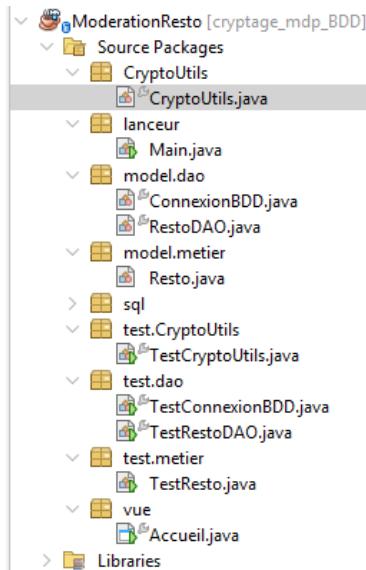 ModerationResto [cryptage_mdp_BDD]
Source Packages
CryptoUtils
CryptoUtils.java
lanceur
Main.java
model.dao
ConnexionBDD.java
RestoDAO.java
model.metier
Resto.java
sql
test.CryptoUtils
TestCryptoUtils.java
test.dao
TestConnexionBDD.java
TestRestoDAO.java
test.metier
TestResto.java
vue
Accueil.java
Libraries